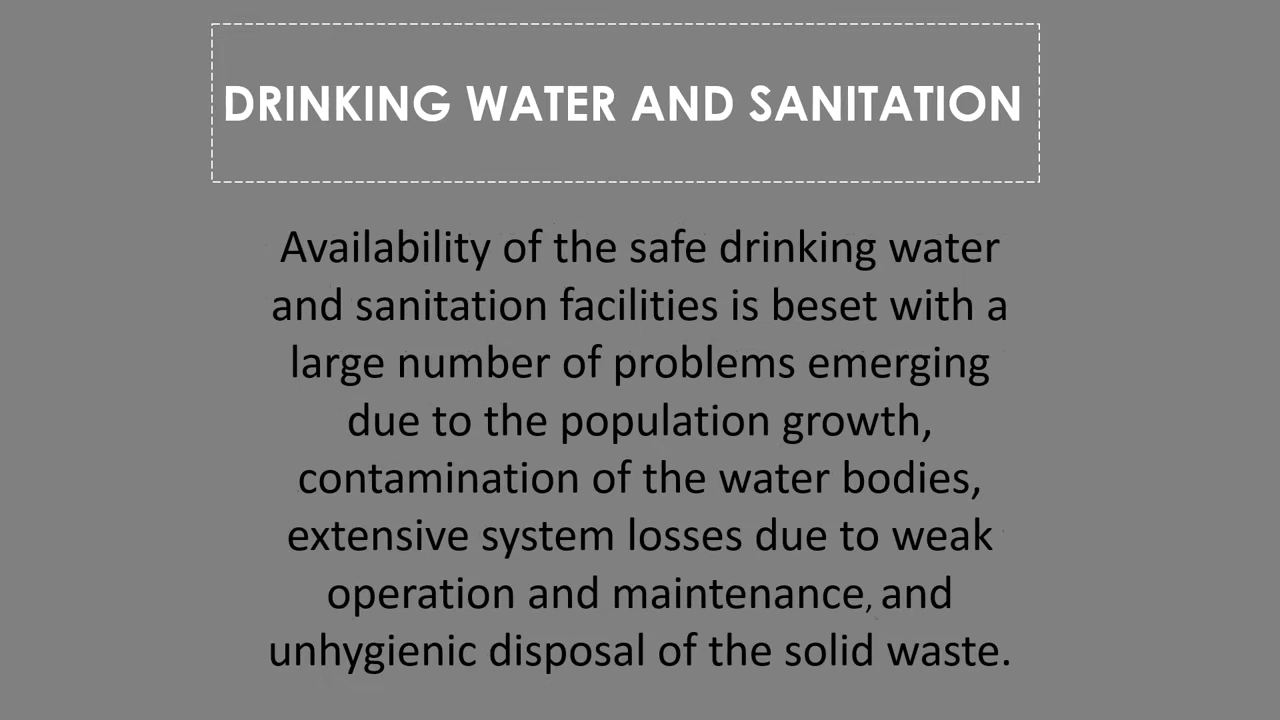 DRINKING WATER AND SANITATION
Availability of the safe drinking water
and sanitation facilities is beset with a
large number of problems emerging
due to the population growth,
contamination of the water bodies,
extensive system losses due to weak
operation and maintenance, and
unhygienic disposal of the solid waste.